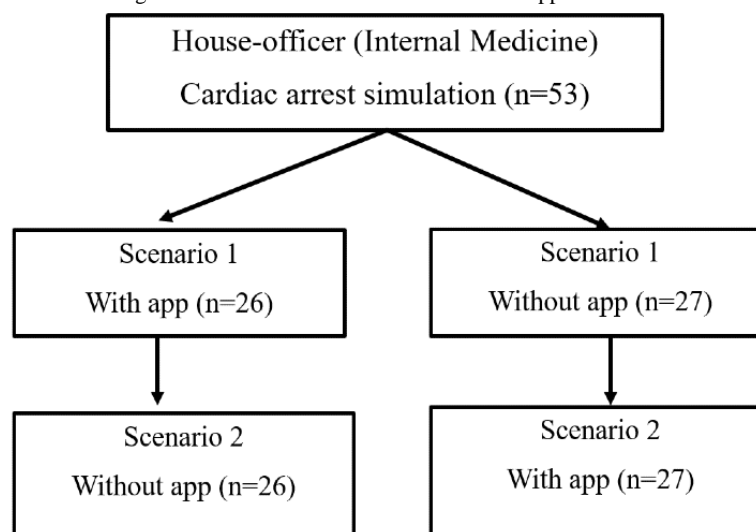 House-officer (Internal Medicine)
Cardiac arrest simulation (n=53)
Scenario 1
With app (n=26)
Scenario 1
Without app (n=27)
Scenario 2
Without app (n=26)
Scenario 2
With app (n=27)